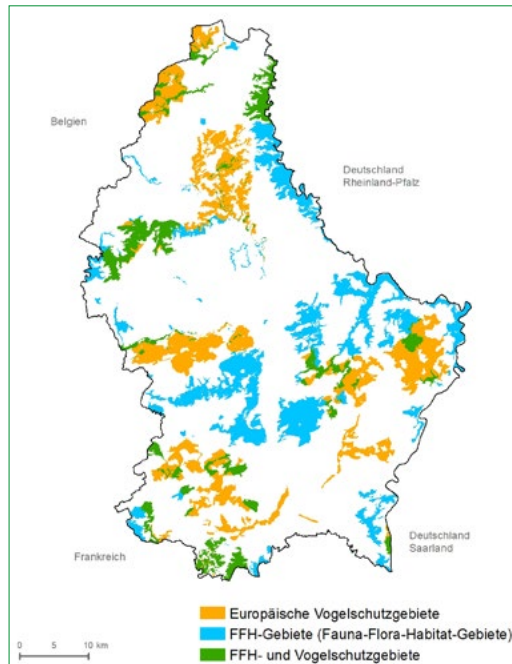 Belgien
Deutschland
Rheinland-Pfalz
Frankreich
Deutschland
Saarland
Europäische Vogelschutzgebiete
FFH-Gebiete (Fauna-Flora-Habitat-Gebiete)
FFH- und Vogelschutzgebiete
0 5 10 km